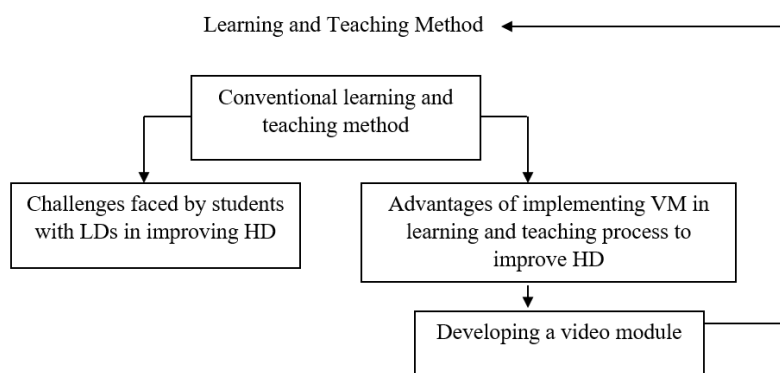 Learning and Teaching Method
Conventional learning and
teaching method
Challenges faced by students
with LDs in improving HD
Advantages of implementing VM in
learning and teaching process to
improve HD
Developing a video module